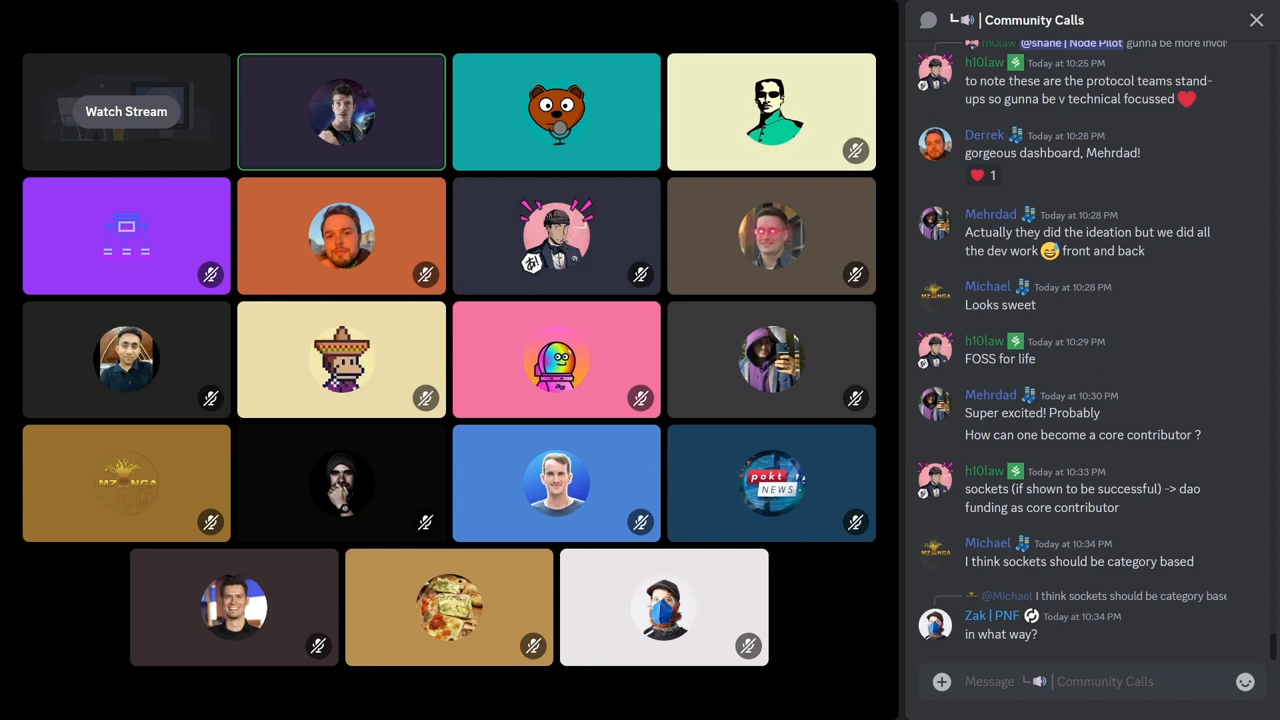 Watch Stream
MZUNGA
pokt
NEWS
Community Calls
h10law @shane | Node Pilot gunna be more invol
h10law Today at 10:25 PM
to note these are the protocol teams stand-
ups so gunna be v technical focussed
Derrek Today at 10:28 PM
gorgeous dashboard, Mehrdad!
1
Mehrdad Today at 10:28 PM
Actually they did the ideation but we did all
the dev work front and back
Michael Today at 10:28 PM
Looks sweet
h10law Today at 10:29 PM
FOSS for life
Mehrdad Today at 10:30 PM
Super excited! Probably
How can one become a core contributor ?
h10law Today at 10:33 PM
sockets (if shown to be successful) -> dao
funding as core contributor
Michael Today at 10:34 PM
I think sockets should be category based
@Michael I think sockets should be category base
Zak | PNF Today at 10:34 PM
in what way?
Message Community Calls